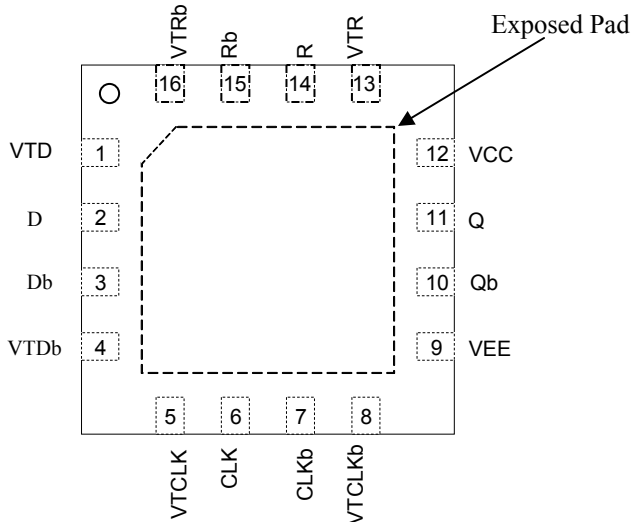 Exposed Pad
VTRb
Rb
R
VTR
16
15
14
13
VTD
1
12
VCC
D
2
11
Q
Db
3
10
Qb
VTDb
4
9
VEE
5
6
7
8
VTCLK
CLK
CLKb
VTCLKb